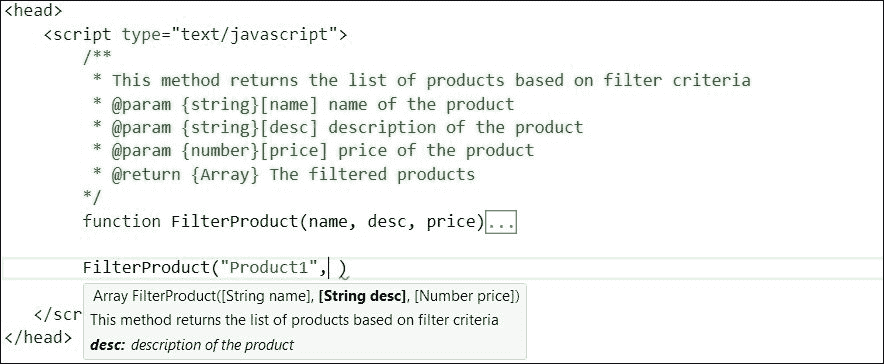 <head>
<script type="text/javascript">
/**
* This method returns the list of products based on filter criteria
* @param {string}[name] name of the product
* @param {string}[desc] description of the product
* @param {number}[price] price of the product
* @return {Array} The filtered products
*/
function FilterProduct(name, desc, price)...
FilterProduct("Product1", )
Array FilterProduct([String name], [String desc], [Number price])
</scr
This method returns the list of products based on filter criteria
</head>
desc: description of the product